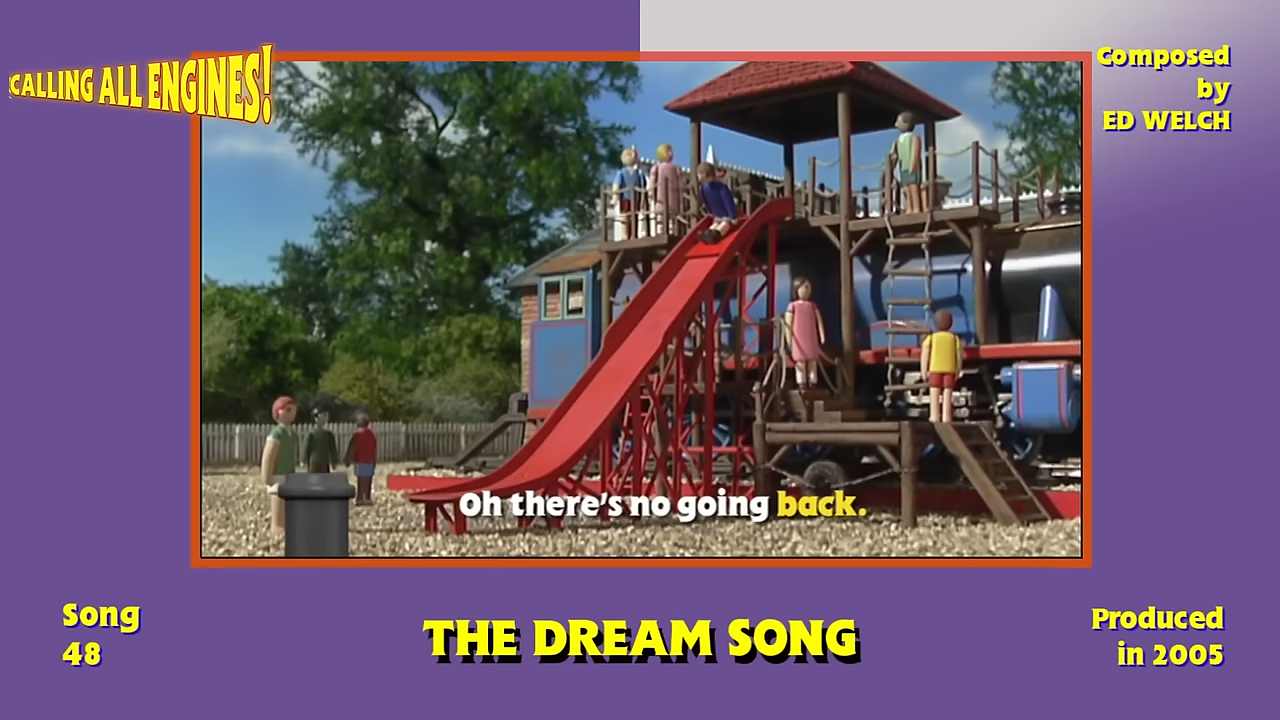 CALLING ALL ENGINES!
Composed
by
ED WELCH
Oh there's no going back.
Song
48
THE DREAM SONG
Produced
in 2005